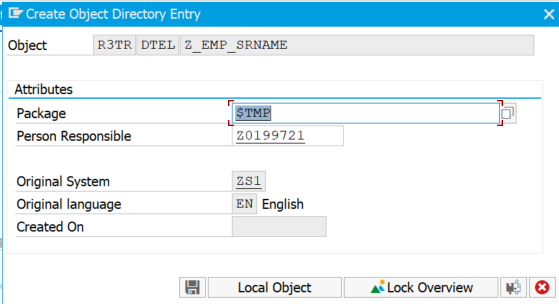 Create Object Directory Entry
Object R3TR DTEL Z_EMP_SRNAME
Attributes
Package $TMP
Person Responsible Z0199721
Original System ZS1
Original language EN English
Created On
Local Object Lock Overview